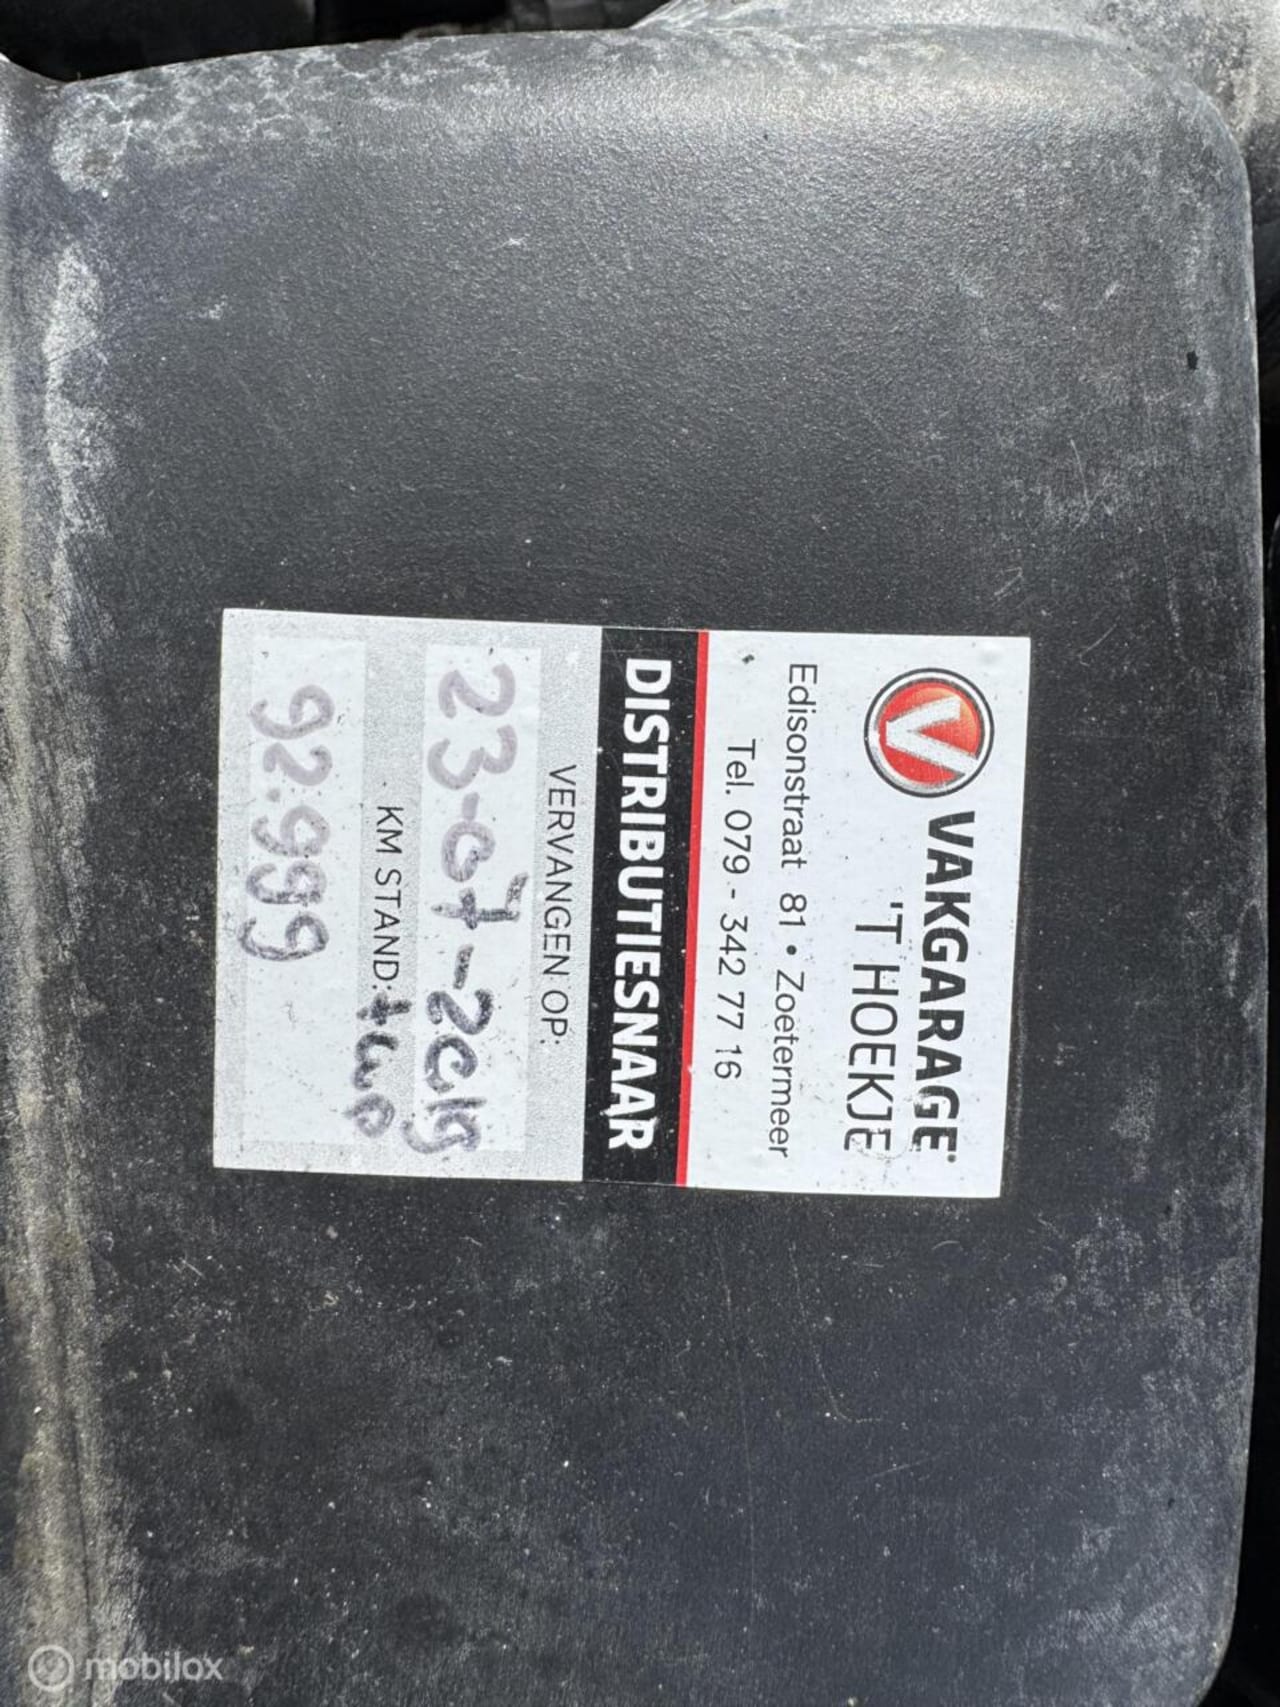 VAKGARAGE
'T HOEKJE
Edisonstraat 81 • Zoetermeer
Tel. 079 - 342 77 16
DISTRIBUTIESNAAR
VERVANGEN OP:
23-07-2019
KM STAND:
92.999
mobilox